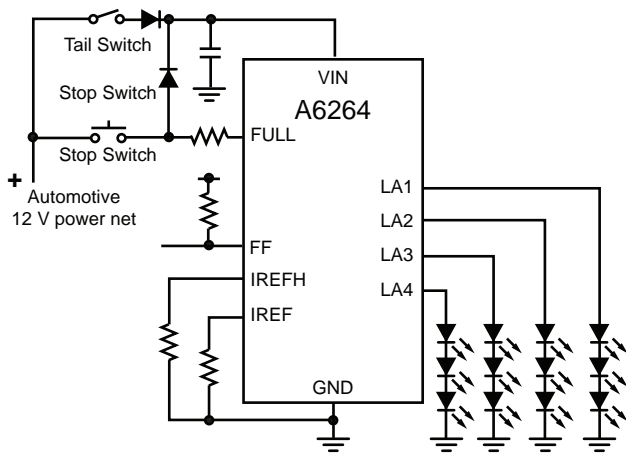 Tail Switch
VIN
A6264
Stop Switch
FULL
Stop Switch
+
Automotive
12 V power net
LA1
LA2
FF
LA3
IREFH
LA4
IREF
GND